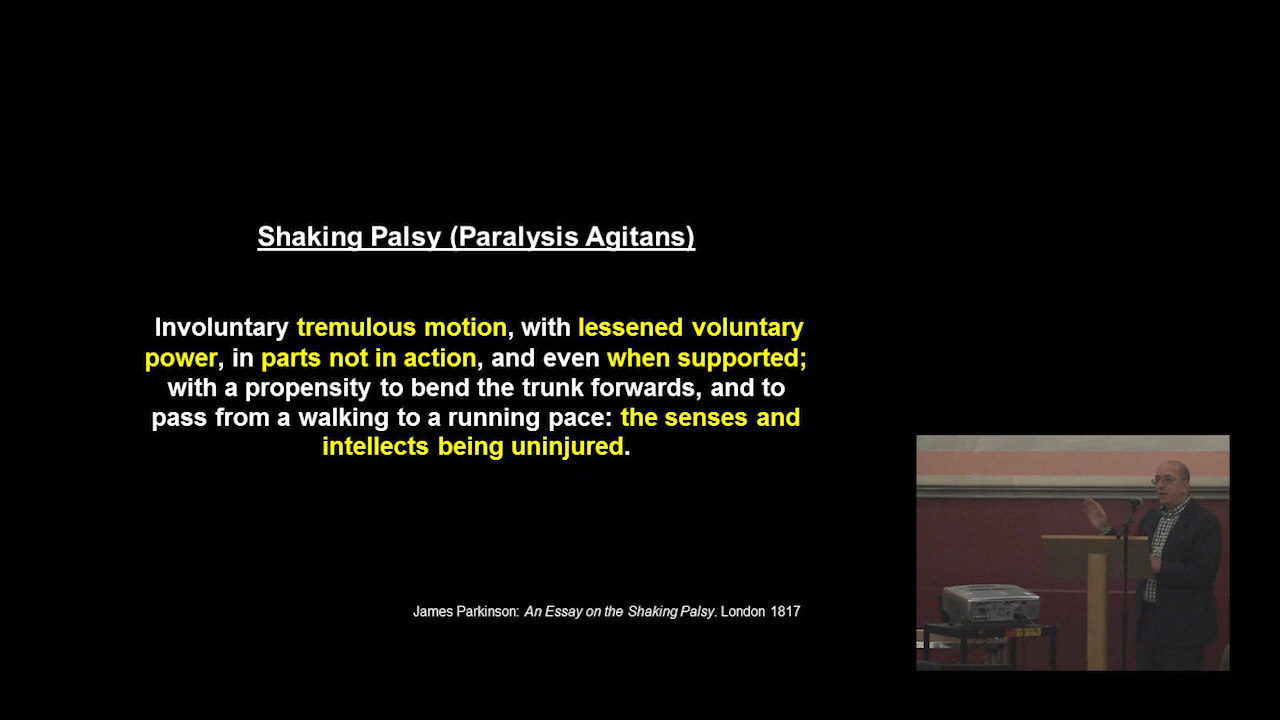 Shaking Palsy (Paralysis Agitans)
Involuntary tremulous motion, with lessened voluntary
power, in parts not in action, and even when supported;
with a propensity to bend the trunk forwards, and to
pass from a walking to a running pace: the senses and
intellects being uninjured.
James Parkinson: An Essay on the Shaking Palsy. London 1817